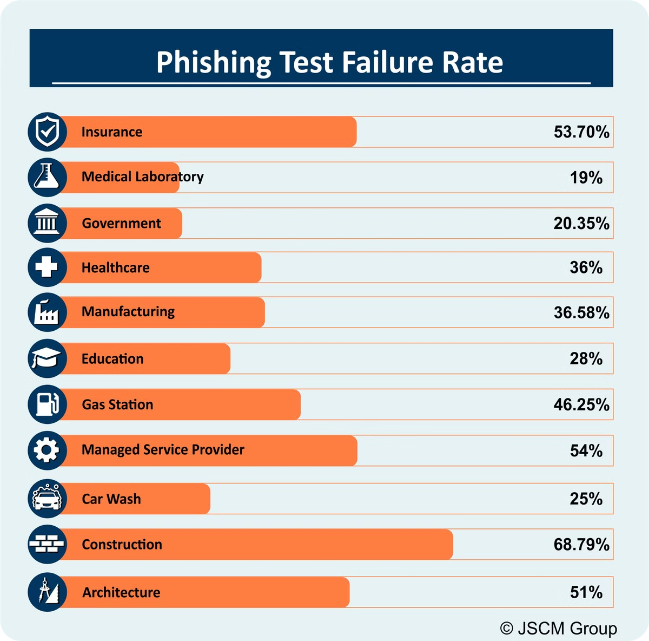 Phishing Test Failure Rate
Insurance 53.70%
Medical Laboratory 19%
Government 20.35%
Healthcare 36%
Manufacturing 36.58%
Education 28%
Gas Station 46.25%
Managed Service Provider 54%
Car Wash 25%
Construction 68.79%
Architecture 51%
© JSCM Group